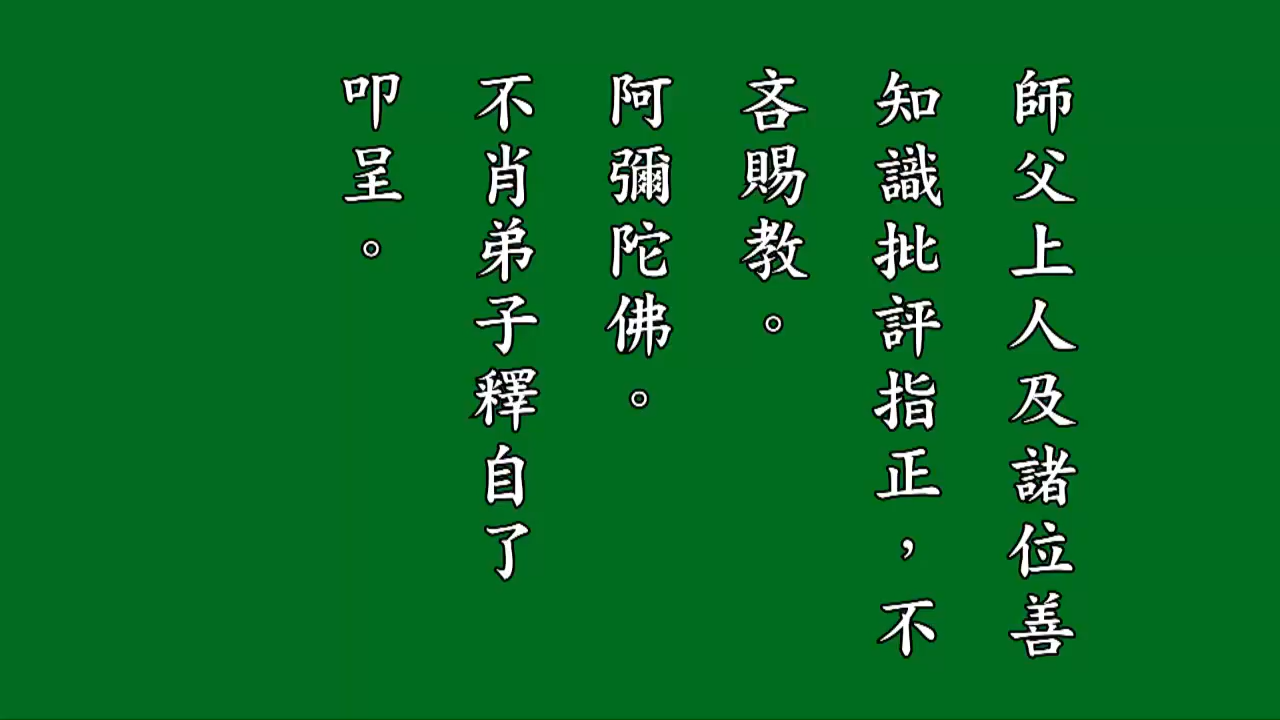 師父上人及諸位善
知識批評指正，不
吝賜教。
阿彌陀佛。
不肖弟子釋自了
叩呈。